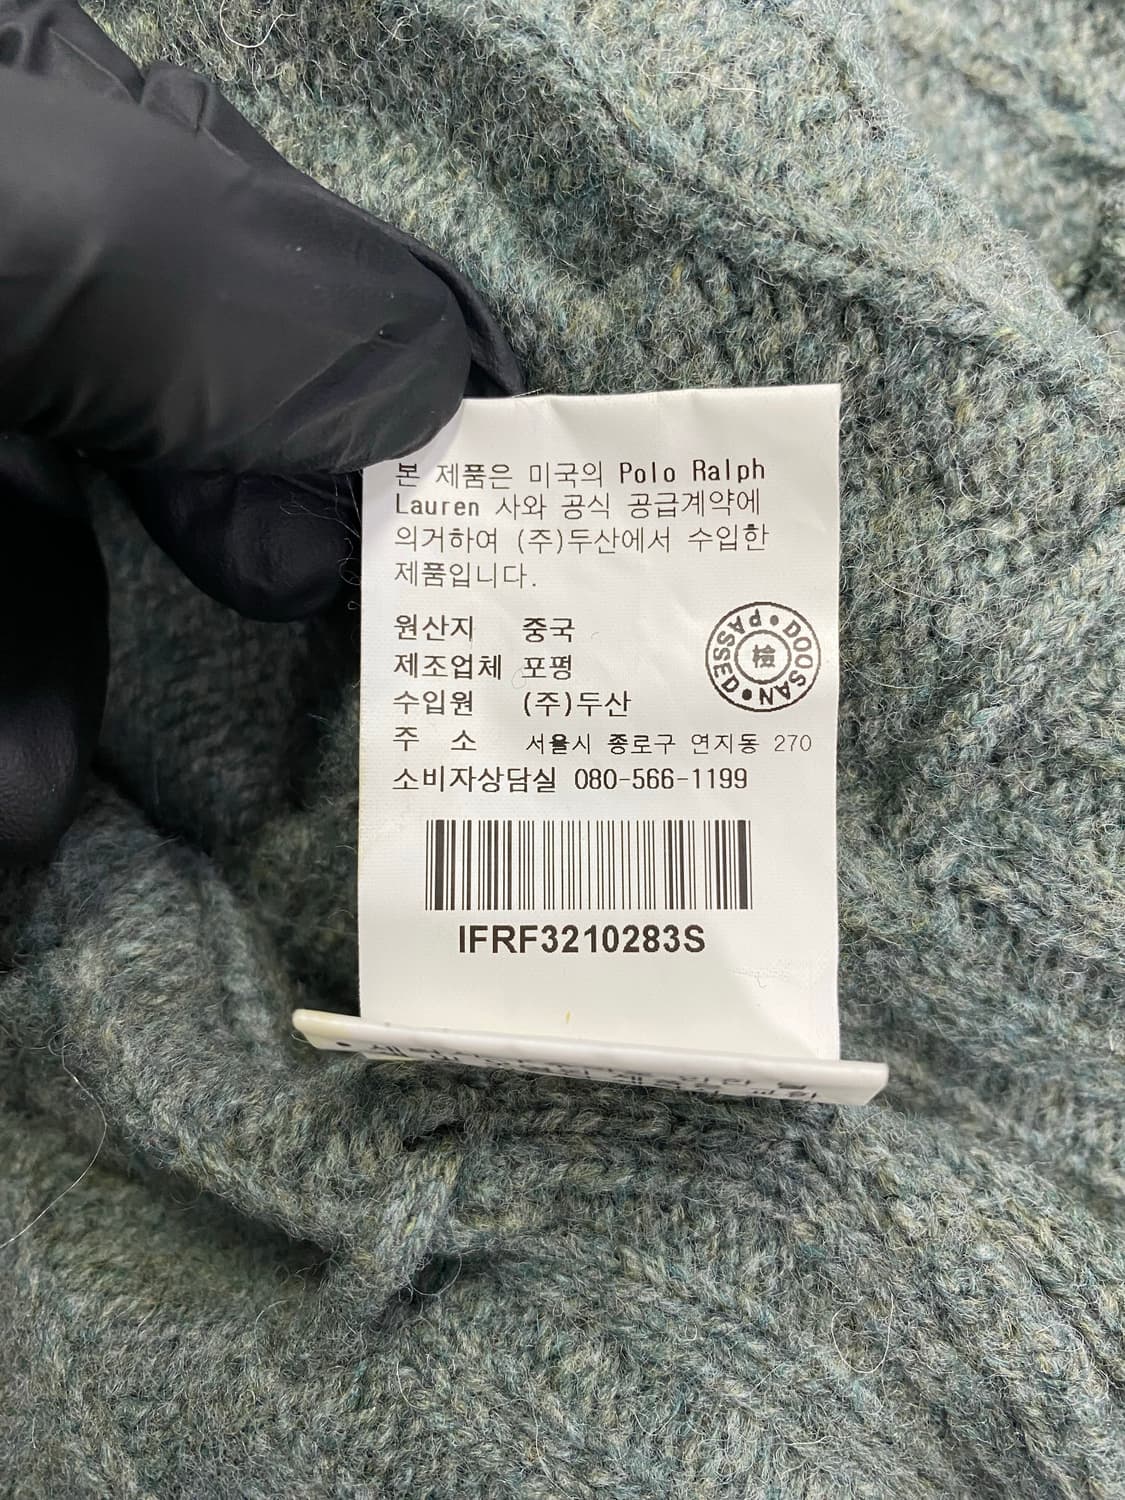 본 제품은 미국의 Polo Ralph
Lauren 사와 공식 공급계약에
의거하여 (주)두산에서 수입한
제품입니다.
원산지 중국
제조업체 포평
수입원 (주)두산
주 소 서울시 종로구 연지동 270
소비자상담실 080-566-1199
DOOSAN • PASSED •
檢
IFRF3210283S